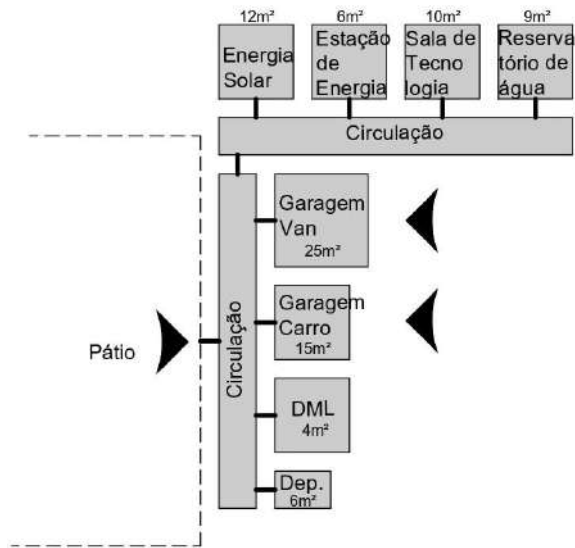 12m²
6m²
10m²
9m²
Energia
Solar
Estação
de
Energia
Sala de
Tecno
logia
Reserva
tório de
água
Circulação
Garagem
Van
25m²
Garagem
Carro
15m²
Circulação
Pátio
DML
4m²
Dep.
6m²